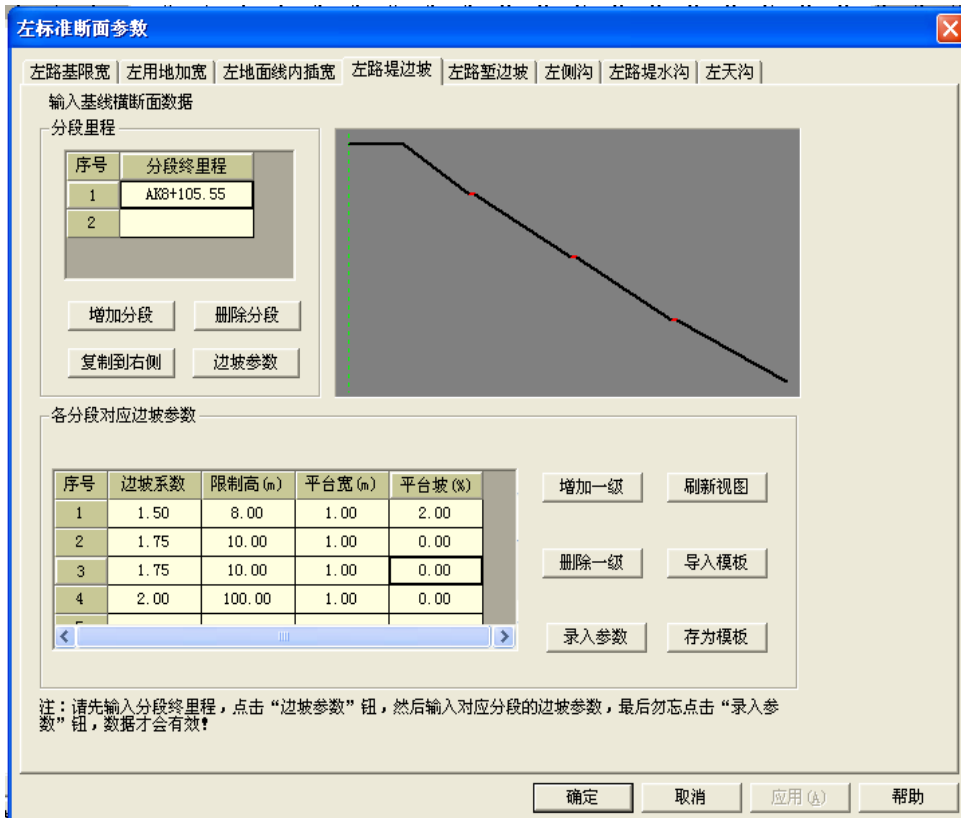 左标准断面参数
左路基限宽 左用地加宽 左地面线内插宽 左路堤边坡 左路堑边坡 左侧沟 左路堤水沟 左天沟
输入基线横断面数据
分段里程
序号 分段终里程
1 AK8+105.55
2
增加分段 删除分段
复制到右侧 边坡参数
各分段对应边坡参数
序号 边坡系数 限制高(m) 平台宽(m) 平台坡(%)
1 1.50 8.00 1.00 2.00
2 1.75 10.00 1.00 0.00
3 1.75 10.00 1.00 0.00
4 2.00 100.00 1.00 0.00
增加一级 刷新视图
删除一级 导入模板
录入参数 存为模板
注：请先输入分段终里程，点击“边坡参数”钮，然后输入对应分段的边坡参数，最后勿忘点击“录入参
数”钮，数据才会有效！
确定 取消 应用(A) 帮助